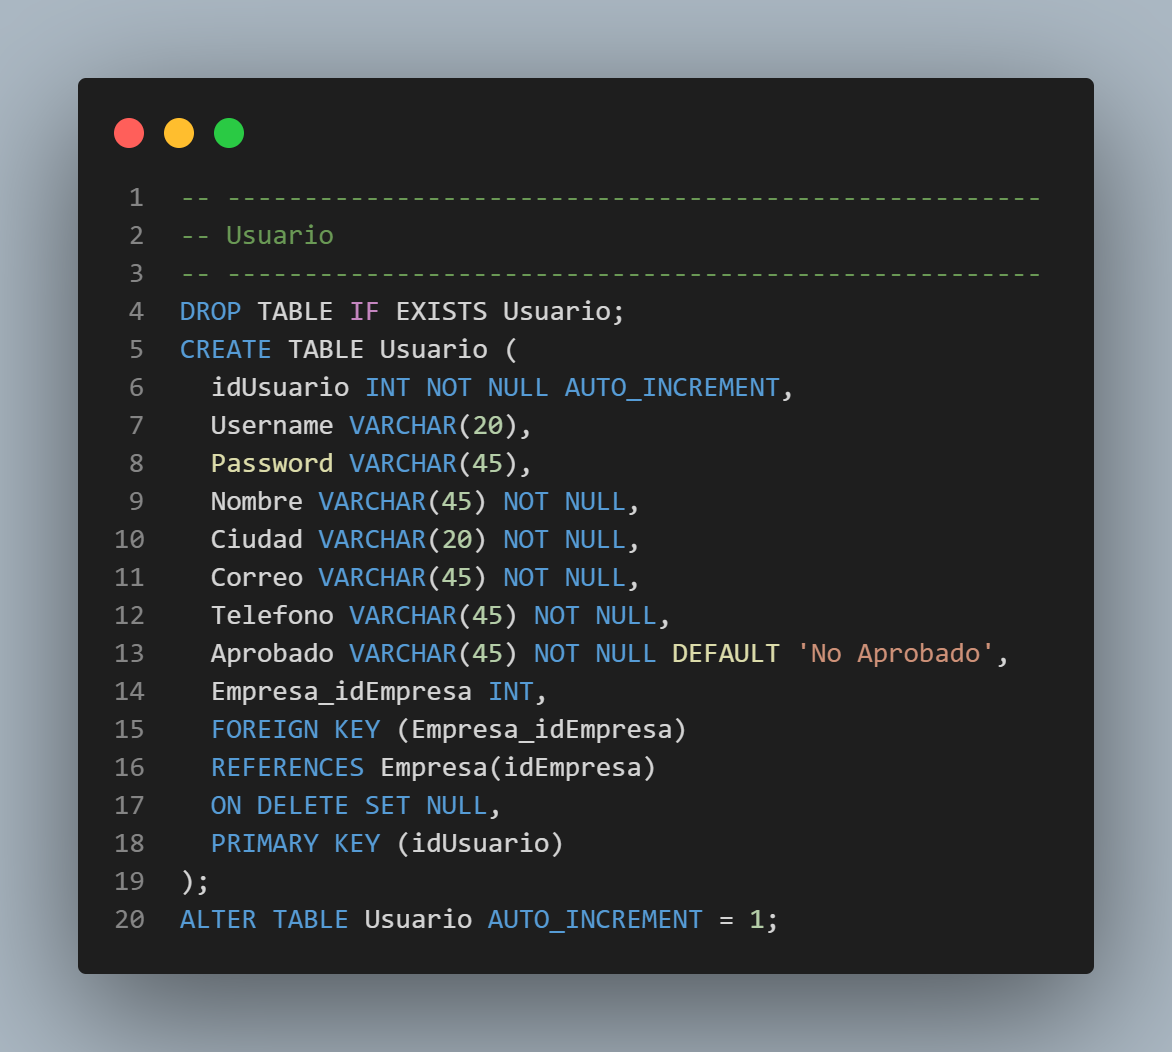 1 -- -----------------------------------------------------
2 -- Usuario
3 -- -----------------------------------------------------
4 DROP TABLE IF EXISTS Usuario;
5 CREATE TABLE Usuario (
6   idUsuario INT NOT NULL AUTO_INCREMENT,
7   Username VARCHAR(20),
8   Password VARCHAR(45),
9   Nombre VARCHAR(45) NOT NULL,
10   Ciudad VARCHAR(20) NOT NULL,
11   Correo VARCHAR(45) NOT NULL,
12   Telefono VARCHAR(45) NOT NULL,
13   Aprobado VARCHAR(45) NOT NULL DEFAULT 'No Aprobado',
14   Empresa_idEmpresa INT,
15   FOREIGN KEY (Empresa_idEmpresa)
16   REFERENCES Empresa(idEmpresa)
17   ON DELETE SET NULL,
18   PRIMARY KEY (idUsuario)
19 );
20 ALTER TABLE Usuario AUTO_INCREMENT = 1;